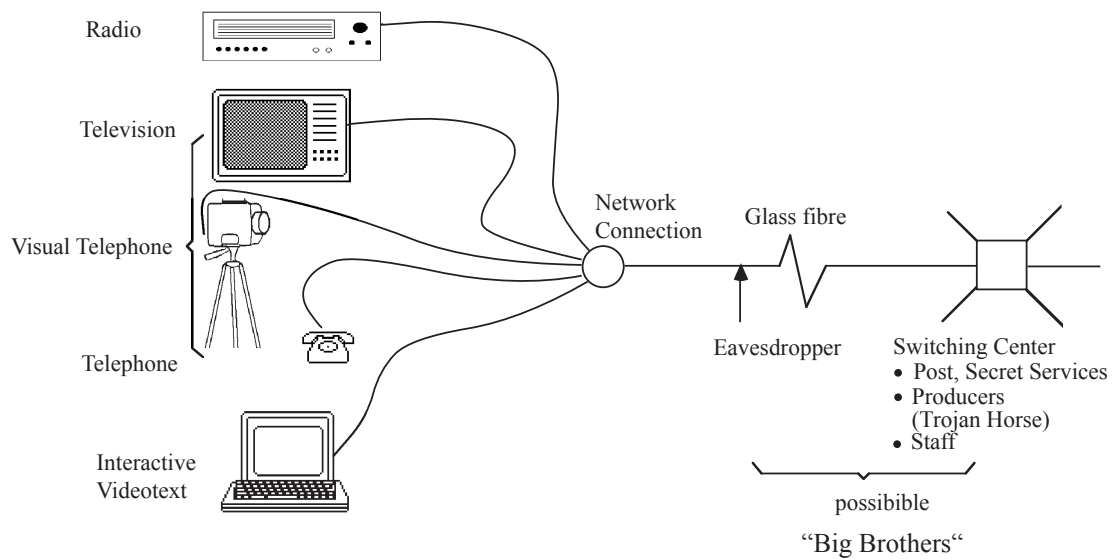 Radio
Television
Visual Telephone
Telephone
Interactive
Videotext
Network
Connection
Glass fibre
Eavesdropper
Switching Center
• Post, Secret Services
• Producers
(Trojan Horse)
• Staff
possibible
“Big Brothers“